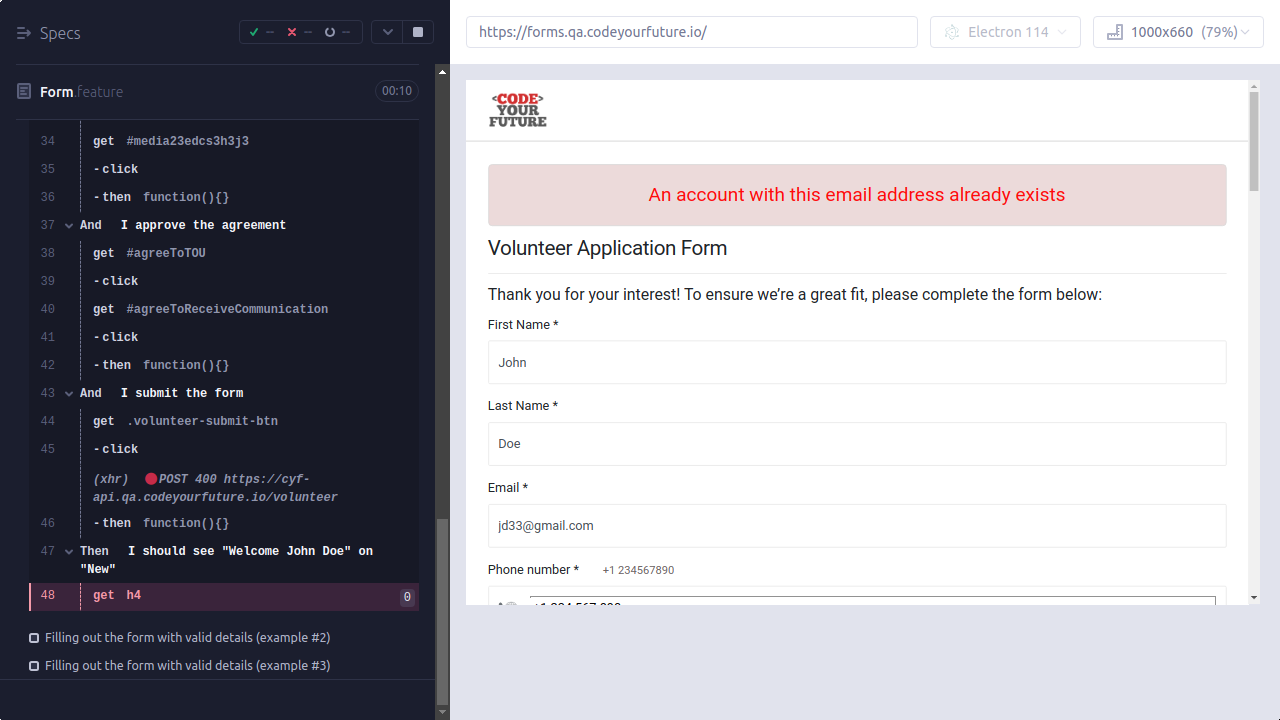 Specs
--
--
--
Form.feature
00:10
34 get #media23edcs3h3j3
35 -click
36 -then function(){}
37 And I approve the agreement
38 get #agreeToTOU
39 -click
40 get #agreeToReceiveCommunication
41 -click
42 -then function(){}
43 And I submit the form
44 get .volunteer-submit-btn
45 -click
(xhr) POST 400 https://cyf-
api.qa.codeyourfuture.io/volunteer
46 -then function(){}
47 Then I should see "Welcome John Doe" on
"New"
48 get h4 0
Filling out the form with valid details (example #2)
Filling out the form with valid details (example #3)
https://forms.qa.codeyourfuture.io/
Electron 114
1000x660 (79%)
<CODE>
YOUR
FUTURE
An account with this email address already exists
Volunteer Application Form
Thank you for your interest! To ensure we’re a great fit, please complete the form below:
First Name *
John
Last Name *
Doe
Email *
jd33@gmail.com
Phone number * +1 234567890